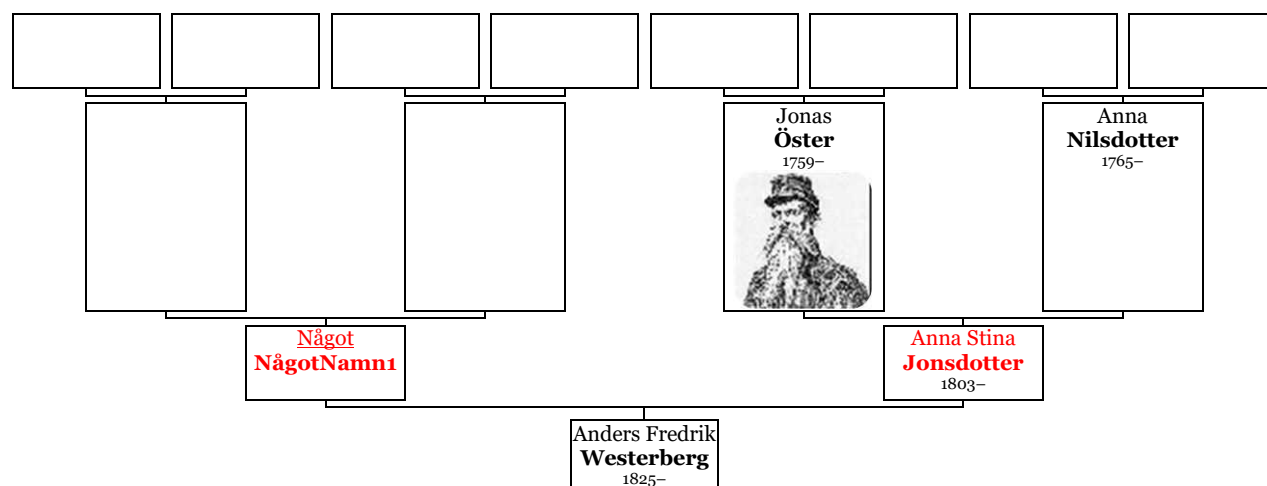 Jonas
Öster
1759–
Anna
Nilsdotter
1765–
Något
NågotNamn1
Anna Stina
Jonsdotter
1803–
Anders Fredrik
Westerberg
1825–